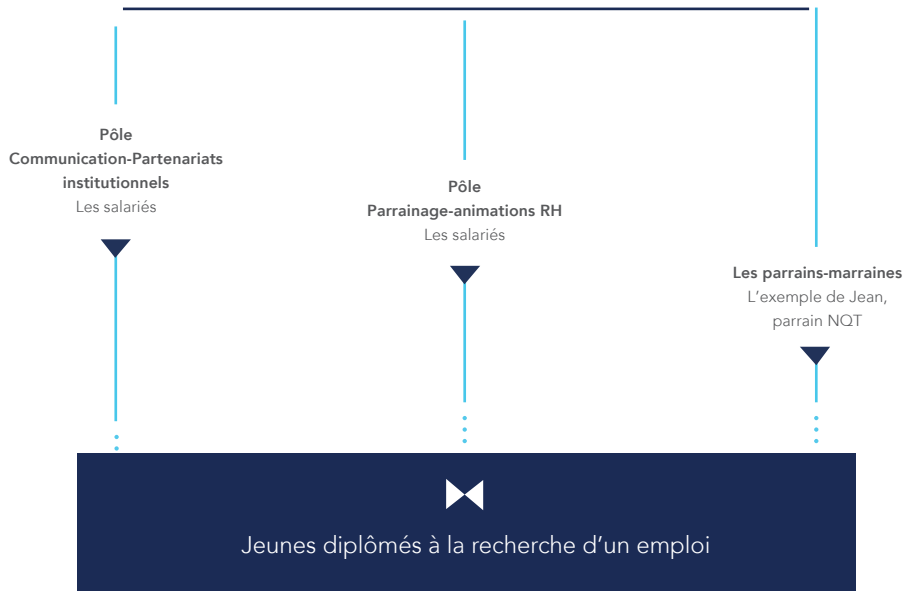 Pôle
Communication-Partenariats
institutionnels
Les salariés
Pôle
Parrainage-animations RH
Les salariés
Les parrains-marraines
L’exemple de Jean,
parrain NQT
Jeunes diplômés à la recherche d’un emploi